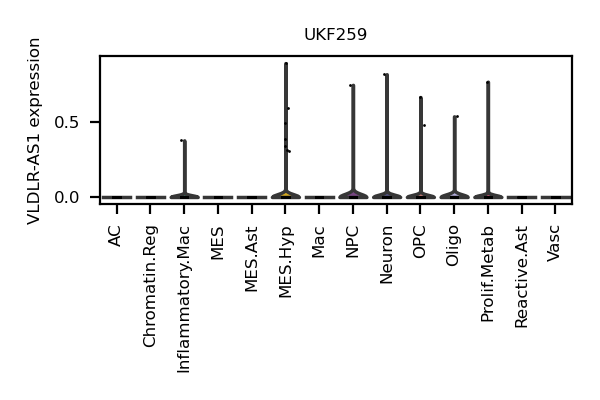 UKF259
VLDLR-AS1 expression
0.5
0.0
AC
Chromatin.Reg
Inflammatory.Mac
MES
MES.Ast
MES.Hyp
Mac
NPC
Neuron
OPC
Oligo
Prolif.Metab
Reactive.Ast
Vasc